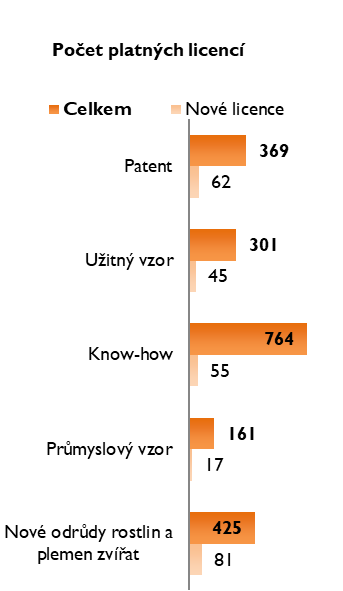 Počet platných licencí
Celkem Nové licence
Patent 369
62
Užitný vzor 301
45
Know-how 764
55
Průmyslový vzor 161
17
Nové odrůdy rostlin a 425
plemen zvířat 81